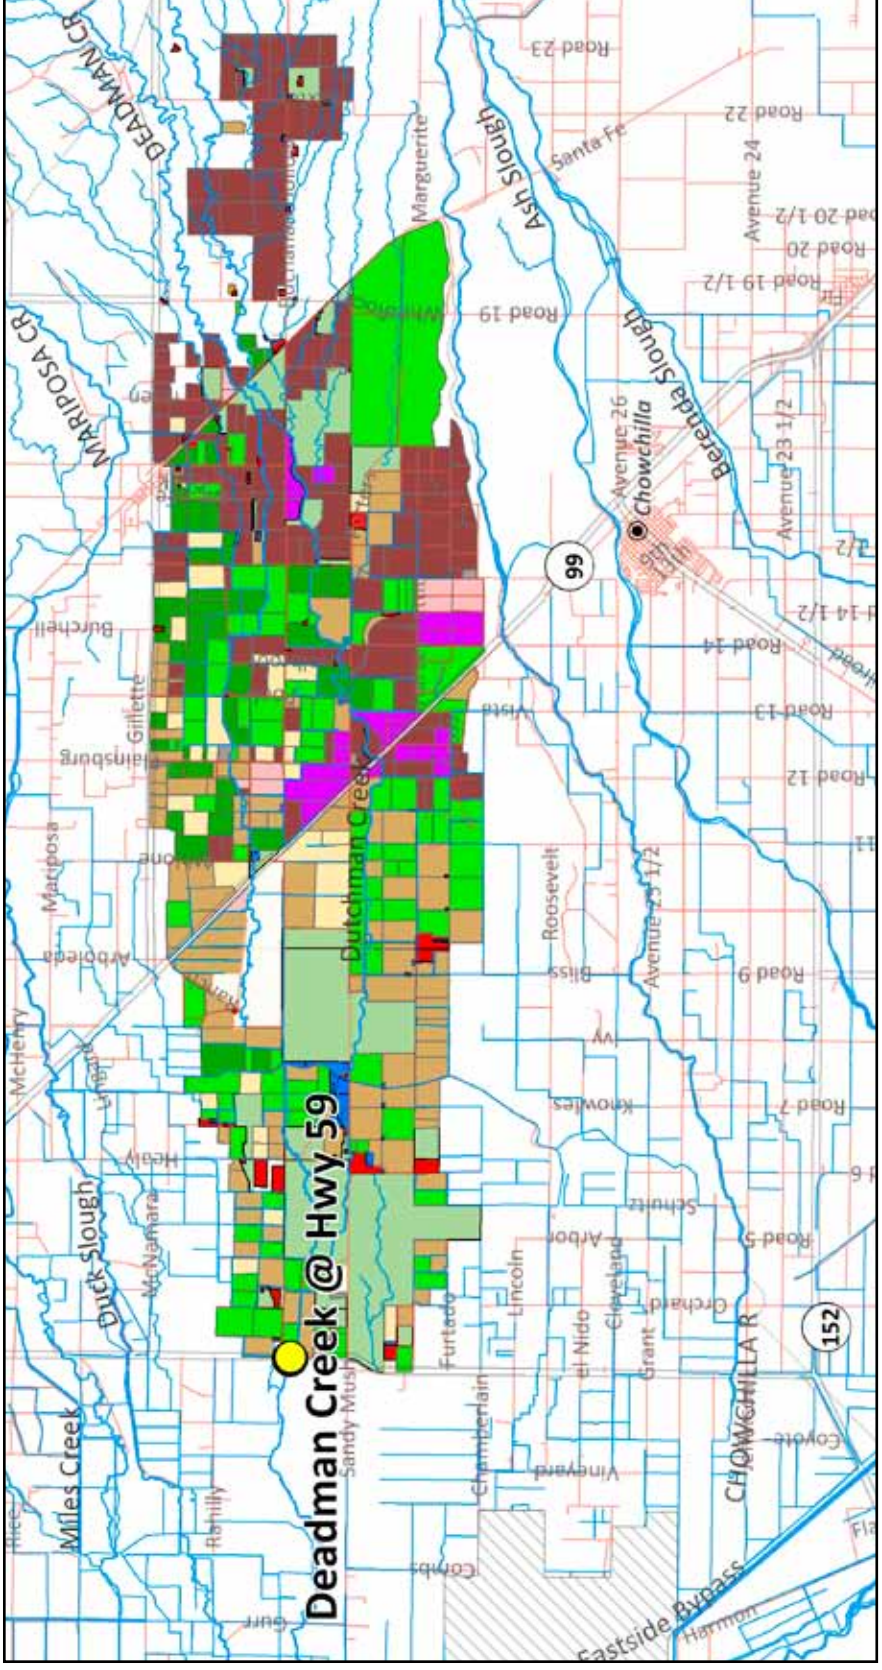 Deadman Creek @ Hwy 59
DEADMAN CR
MARIPOSA CR
Duck Slough
Miles Creek
Dutchman Creek
Ash Slough
Berenda Slough
CHOWCHILLA R
Eastside Bypass
Chowchilla
99
152
Gurr
Combs
Rahilly
Sandy Mush
Chamberlain
Vineyard
Coyote
Harmon
McNamara
Healy
McHenry
Arboleda
Mariposa
Plainsburg
Gillette
Burchell
Furtado
Lincoln
el Nido
Grant
Cleveland
Orchard
Arbor
Schultz
Road 5
Knowles
Road 7
Ivy
Bliss
Roosevelt
Avenue 25 1/2
Road 9
Vista
Road 12
Road 13
Road 14
Avenue 26
Avenue 23 1/2
Avenue 24
Marguerite
Santa Fe
Road 19
Road 19 1/2
Road 22
Road 23